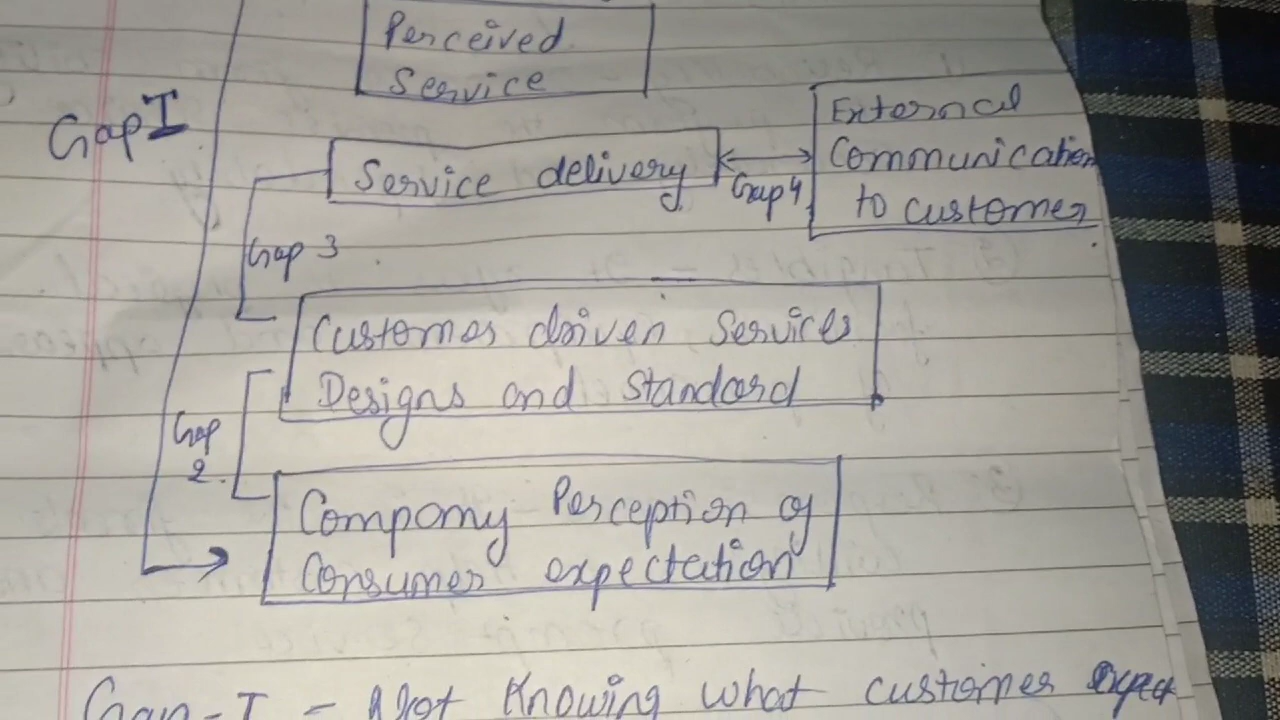 Perceived
Service
Gap I
Service delivery
Gap 4
External
Communication
to customer
Gap 3
Customer driven Services
Designs and Standard
Gap
2.
Company Perception of
Consumer expectation
Gap-I - Not Knowing what customer expect